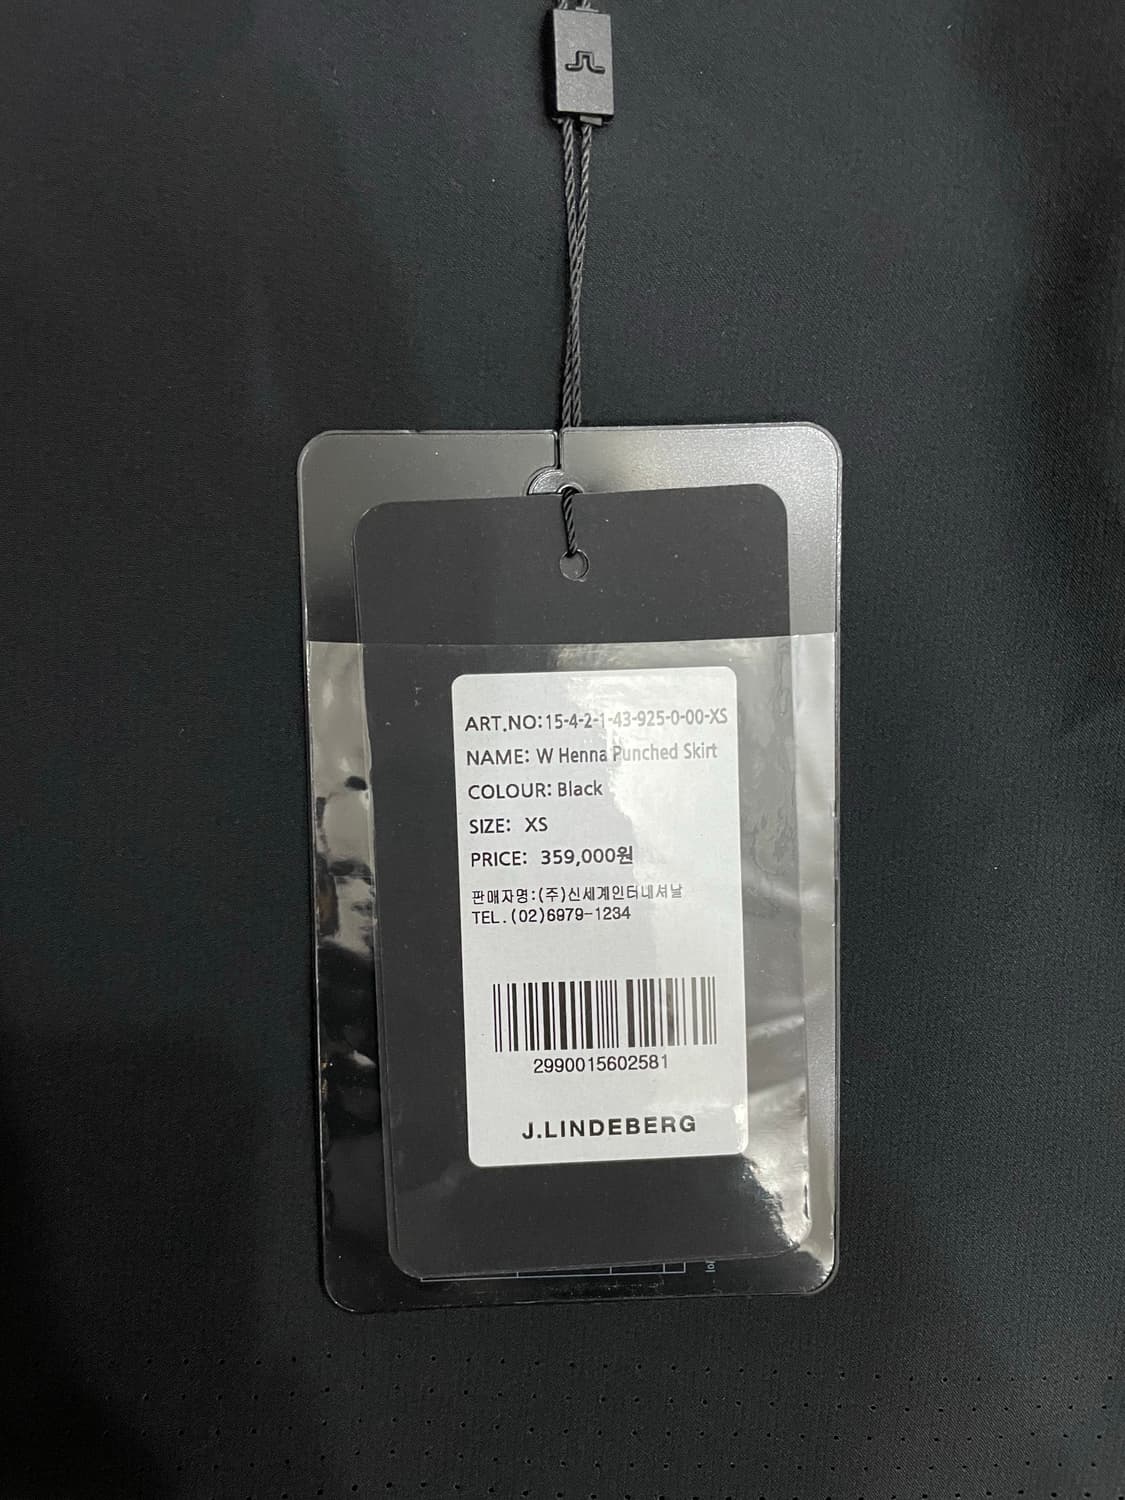 ART.NO:15-4-2-1-43-925-0-00-XS
NAME: W Henna Punched Skirt
COLOUR: Black
SIZE: XS
PRICE: 359,000원
판매자명:(주)신세계인터내셔날
TEL.(02)6979-1234
2990015602581
J.LINDEBERG